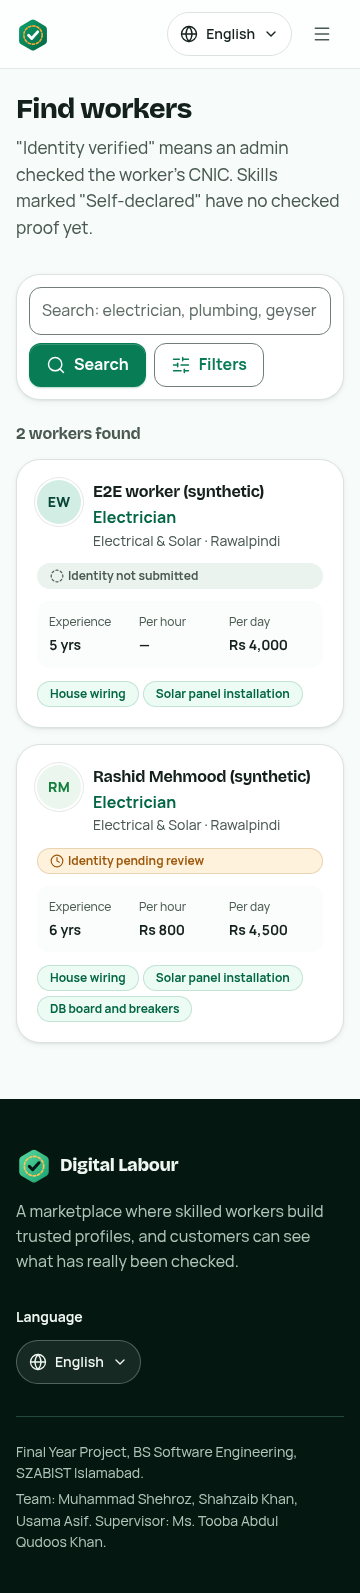 English
Find workers
"Identity verified" means an admin
checked the worker's CNIC. Skills
marked "Self-declared" have no checked
proof yet.
Search: electrician, plumbing, geyser
Search
Filters
2 workers found
EW
E2E worker (synthetic)
Electrician
Electrical & Solar · Rawalpindi
Identity not submitted
Experience Per hour Per day
5 yrs — Rs 4,000
House wiring Solar panel installation
RM
Rashid Mehmood (synthetic)
Electrician
Electrical & Solar · Rawalpindi
Identity pending review
Experience Per hour Per day
6 yrs Rs 800 Rs 4,500
House wiring Solar panel installation
DB board and breakers
Digital Labour
A marketplace where skilled workers build
trusted profiles, and customers can see
what has really been checked.
Language
English
Final Year Project, BS Software Engineering,
SZABIST Islamabad.
Team: Muhammad Shehroz, Shahzaib Khan,
Usama Asif. Supervisor: Ms. Tooba Abdul
Qudoos Khan.